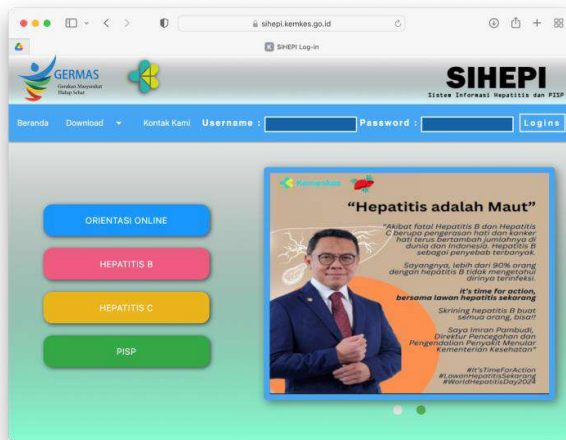 sihepi.kemkes.go.id
SIHEPI Log-in
GERMAS
Gerakan Masyarakat
Hidup Sehat
SIHEPI
Sistem Informasi Hepatitis dan PISP
Beranda Download Kontak Kami Username : Password : Logins
ORIENTASI ONLINE
HEPATITIS B
HEPATITIS C
PISP
Kemenkes
"Hepatitis adalah Maut"
"Akibat fatal Hepatitis B dan Hepatitis
C berupa pengerasan hati dan kanker
hati terus bertambah jumlahnya di
dunia dan Indonesia. Hepatitis B
sebagai penyebab terbanyak.
Sayangnya, lebih dari 90% orang
dengan hepatitis B tidak mengetahui
dirinya terinfeksi.
it's time for action,
bersama lawan hepatitis sekarang
Skrining hepatitis B buat
semua orang, bisa!!
Saya Imran Pambudi,
Direktur Pencegahan dan
Pengendalian Penyakit Menular
Kementerian Kesehatan"
#It'sTimeForAction
#LawanHepatitisSekarang
#WorldHepatitisDay2024